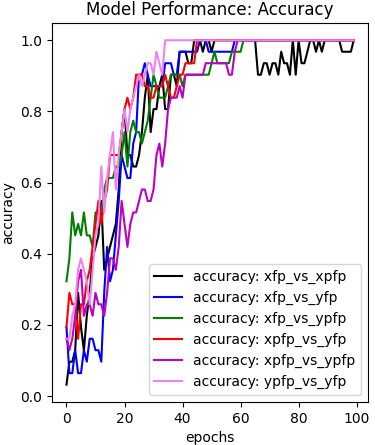 Model Performance: Accuracy
1.0
0.8
0.6
0.4
0.2
0.0
accuracy
accuracy: xfp_vs_xpfp
accuracy: xfp_vs_yfp
accuracy: xfp_vs_ypfp
accuracy: xpfp_vs_yfp
accuracy: xpfp_vs_ypfp
accuracy: ypfp_vs_yfp
0 20 40 60 80 100
epochs